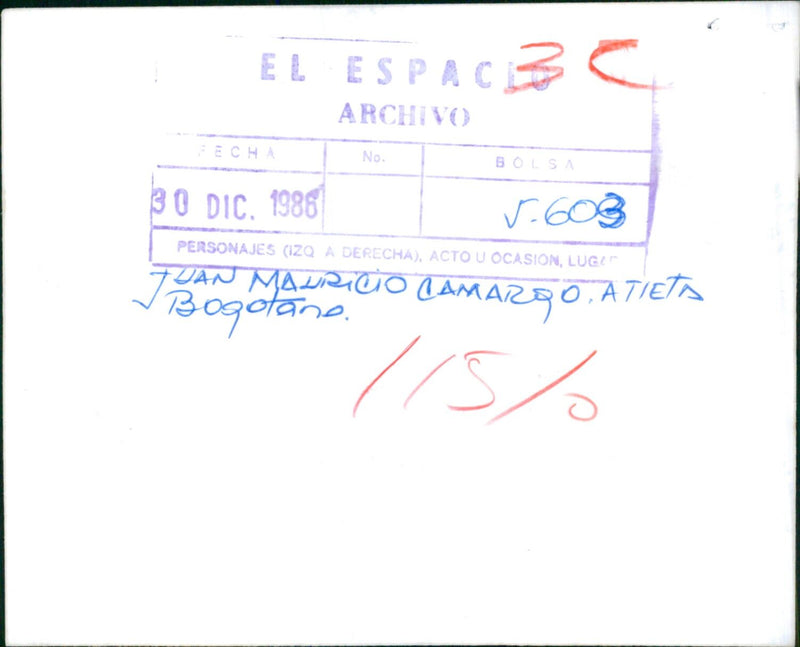 EL ESPACIO 3C
ARCHIVO
FECHA No. BOLSA
30 DIC. 1986 J-603
PERSONAJES (IZQ A DERECHA), ACTO U OCASION, LUGAR
JUAN MAURICIO CAMARGO. ATLETA
Bogotano.
115/0